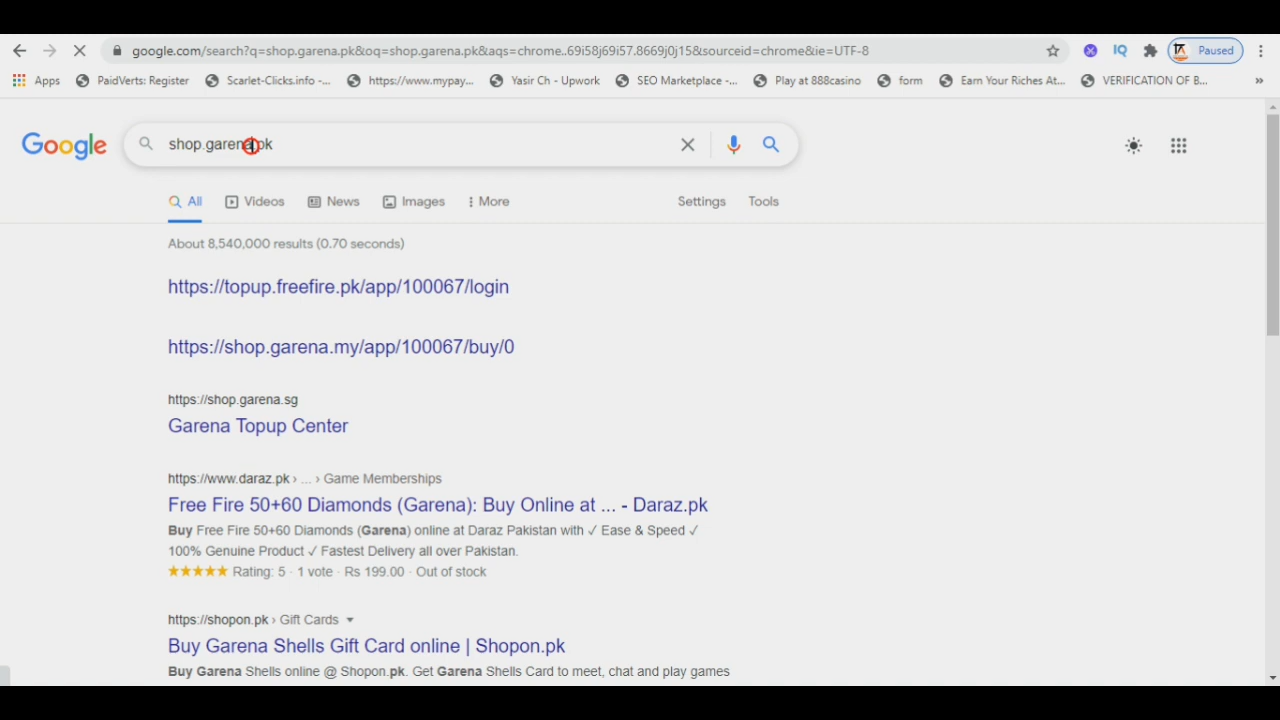 google.com/search?q=shop.garena.pk&oq=shop.garena.pk&aqs=chrome..69i58j69i57.8669j0j15&sourceid=chrome&ie=UTF-8
IQ
Paused
Apps PaidVerts: Register Scarlet-Clicks.info -... https://www.mypay... Yasir Ch - Upwork SEO Marketplace -... Play at 888casino form Earn Your Riches At... VERIFICATION OF B... »
Google shop.garena.pk
All Videos News Images More Settings Tools
About 8,540,000 results (0.70 seconds)
https://topup.freefire.pk/app/100067/login
https://shop.garena.my/app/100067/buy/0
https://shop.garena.sg
Garena Topup Center
https://www.daraz.pk › ... › Game Memberships
Free Fire 50+60 Diamonds (Garena): Buy Online at ... - Daraz.pk
Buy Free Fire 50+60 Diamonds (Garena) online at Daraz Pakistan with ✓ Ease & Speed ✓
100% Genuine Product ✓ Fastest Delivery all over Pakistan.
★★★★★ Rating: 5 · 1 vote · Rs 199.00 · Out of stock
https://shopon.pk › Gift Cards
Buy Garena Shells Gift Card online | Shopon.pk
Buy Garena Shells online @ Shopon.pk. Get Garena Shells Card to meet, chat and play games